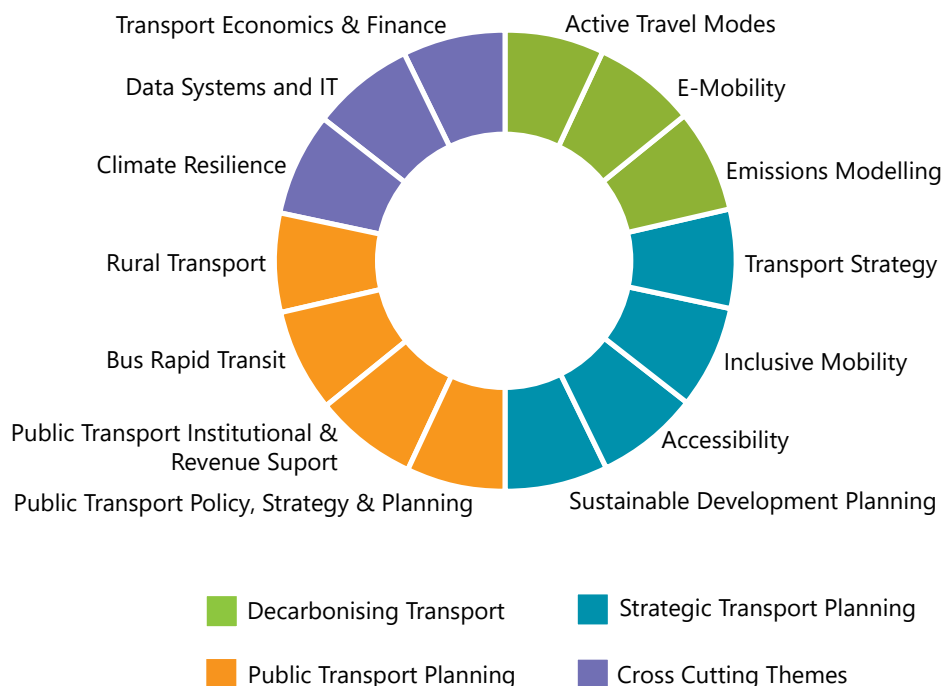 Transport Economics & Finance
Active Travel Modes
Data Systems and IT
E-Mobility
Climate Resilience
Emissions Modelling
Rural Transport
Transport Strategy
Bus Rapid Transit
Inclusive Mobility
Public Transport Institutional &
Revenue Suport
Accessibility
Public Transport Policy, Strategy & Planning
Sustainable Development Planning
Decarbonising Transport
Strategic Transport Planning
Public Transport Planning
Cross Cutting Themes